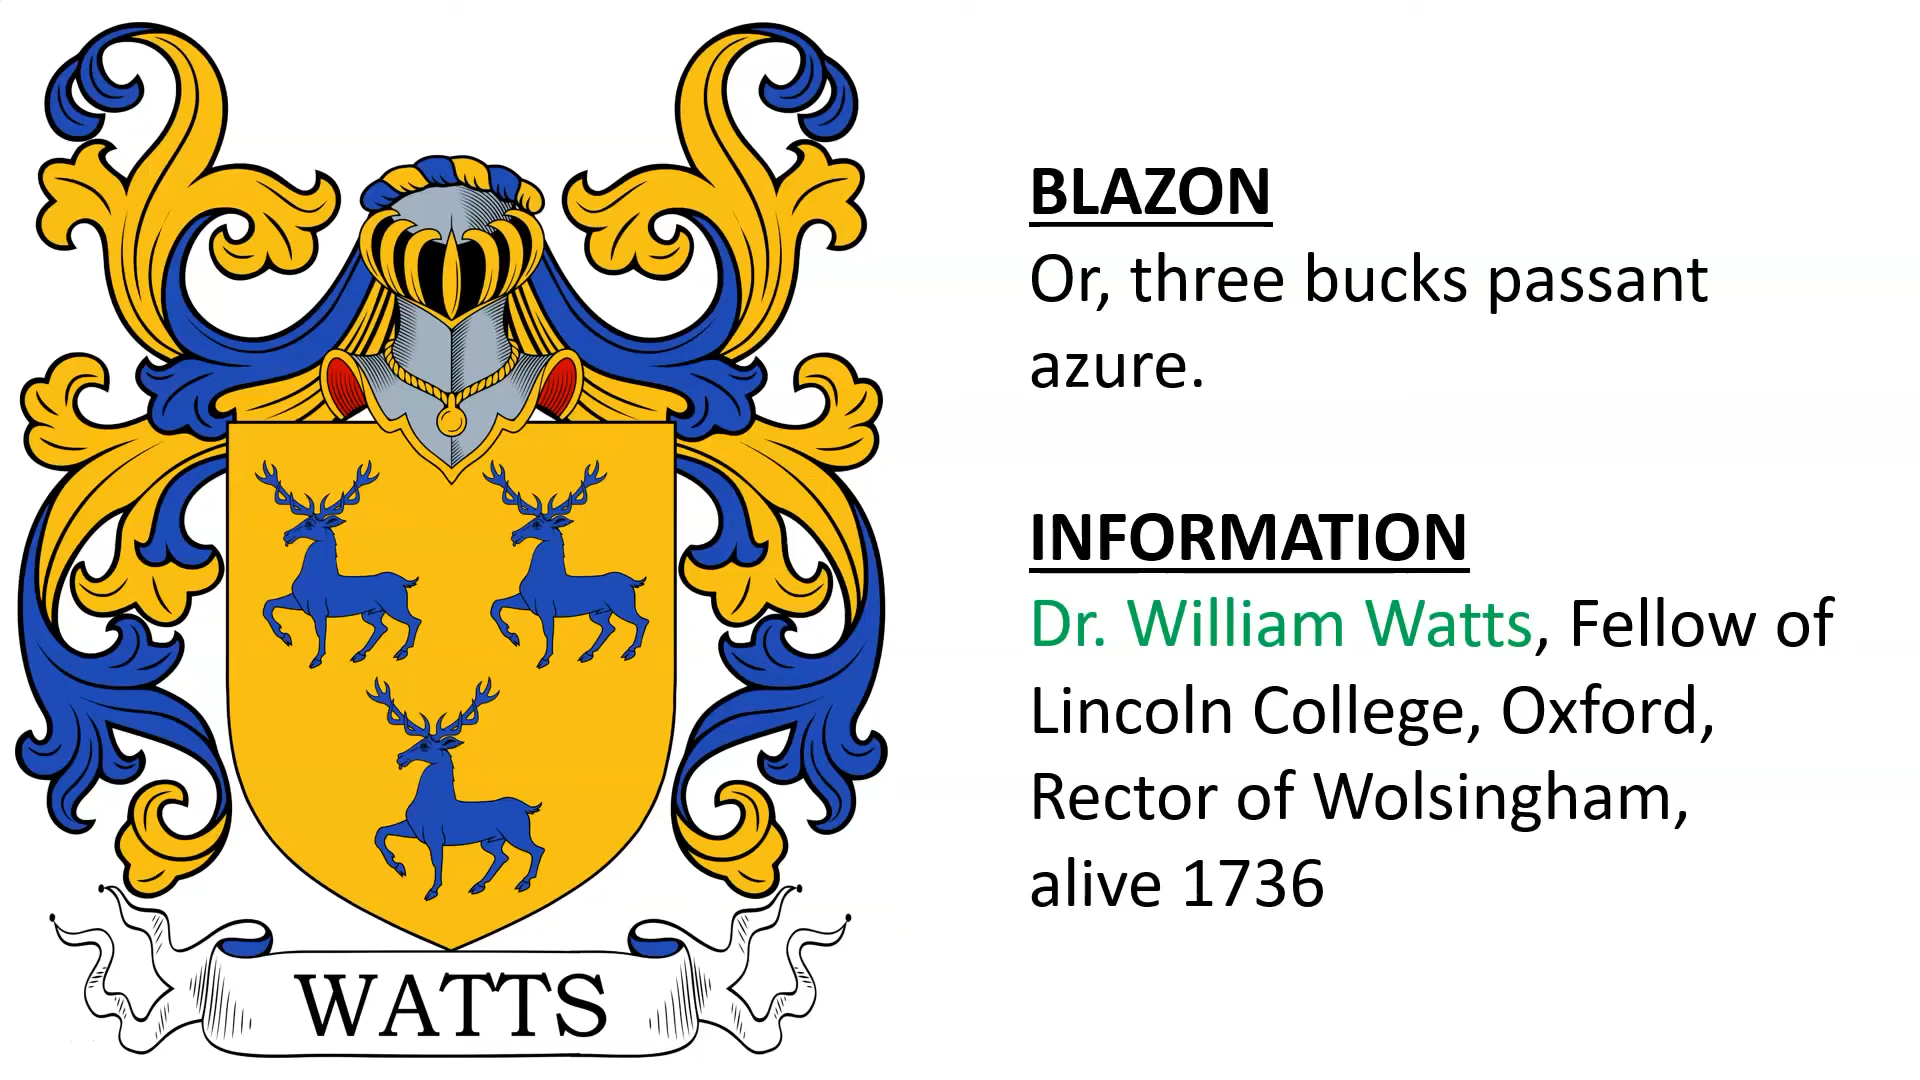 BLAZON
Or, three bucks passant
azure.
INFORMATION
Dr. William Watts, Fellow of
Lincoln College, Oxford,
Rector of Wolsingham,
alive 1736
WATTS